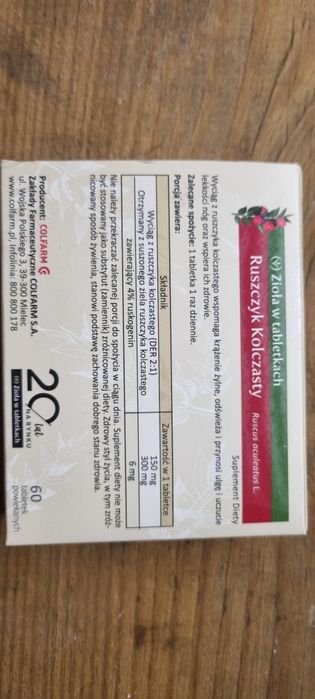 (v) Zioła w tabletkach
Ruszczyk Kolczasty Ruscus aculeatus L.
Suplement Diety
Wyciąg z ruszczyka kolczastego wspomaga krążenie żylne, odświeża i przynosi ulgę i uczucie
lekkości nóg oraz wspiera ich zdrowie.
Zalecane spożycie: 1 tabletka 1 raz dziennie.
Porcja zawiera:
Składnik Zawartość w 1 tabletce
Wyciąg z ruszczyka kolczastego (DER 2:1) 150 mg
Otrzymany z suszonego ziela ruszczyka kolczastego 300 mg
zawierający 4% ruskogenin 6 mg
Nie należy przekraczać zalecanej porcji do spożycia w ciągu dnia. Suplement diety nie może
być stosowany jako substytut (zamiennik) zróżnicowanej diety. Zdrowy styl życia, w tym zróż-
nicowany sposób żywienia, stanowi podstawę zachowania dobrego stanu zdrowia.
Producent: COLFARM
Zakłady Farmaceutyczne COLFARM S.A.
ul. Wojska Polskiego 3, 39-300 Mielec
www.colfarm.pl, Infolinia: 800 800 178
20 lat
NA RYNKU
(v) Zioła w tabletkach
60
tabletek
powlekanych